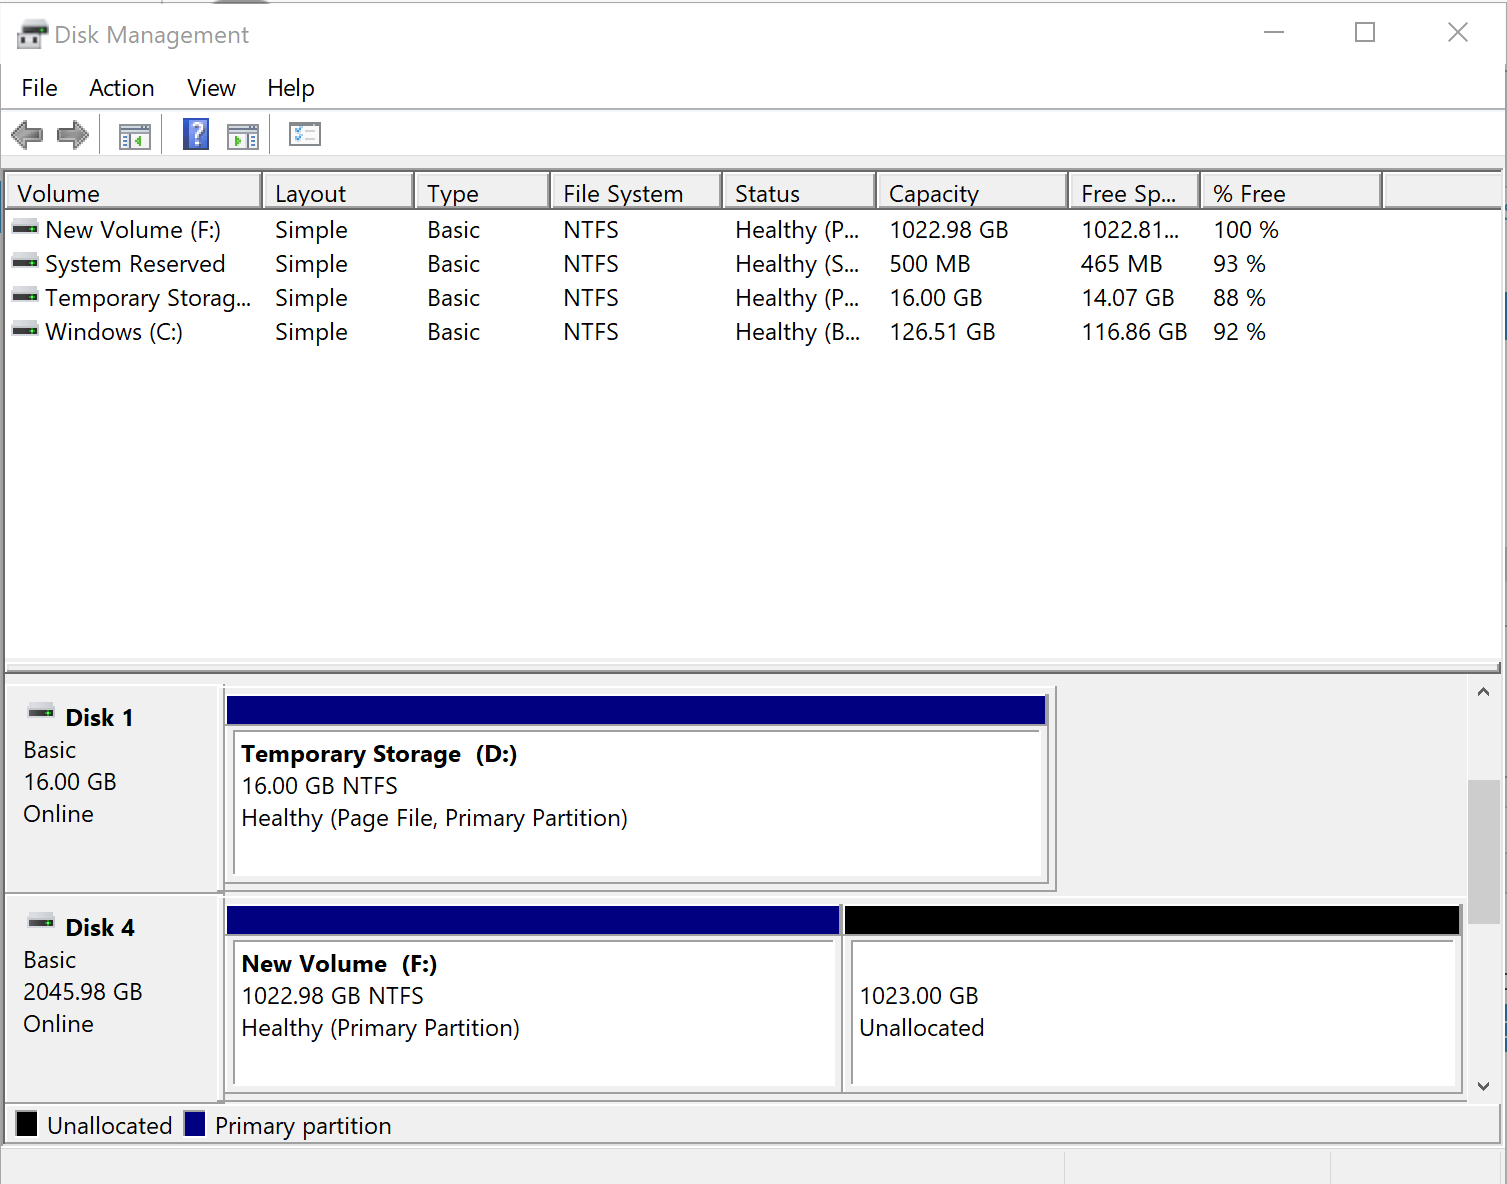 Disk Management
File Action View Help
Volume Layout Type File System Status Capacity Free Sp... % Free
New Volume (F:) Simple Basic NTFS Healthy (P... 1022.98 GB 1022.81... 100 %
System Reserved Simple Basic NTFS Healthy (S... 500 MB 465 MB 93 %
Temporary Storag... Simple Basic NTFS Healthy (P... 16.00 GB 14.07 GB 88 %
Windows (C:) Simple Basic NTFS Healthy (B... 126.51 GB 116.86 GB 92 %
Disk 1
Basic
16.00 GB
Online
Temporary Storage (D:)
16.00 GB NTFS
Healthy (Page File, Primary Partition)
Disk 4
Basic
2045.98 GB
Online
New Volume (F:)
1022.98 GB NTFS
Healthy (Primary Partition)
1023.00 GB
Unallocated
Unallocated Primary partition